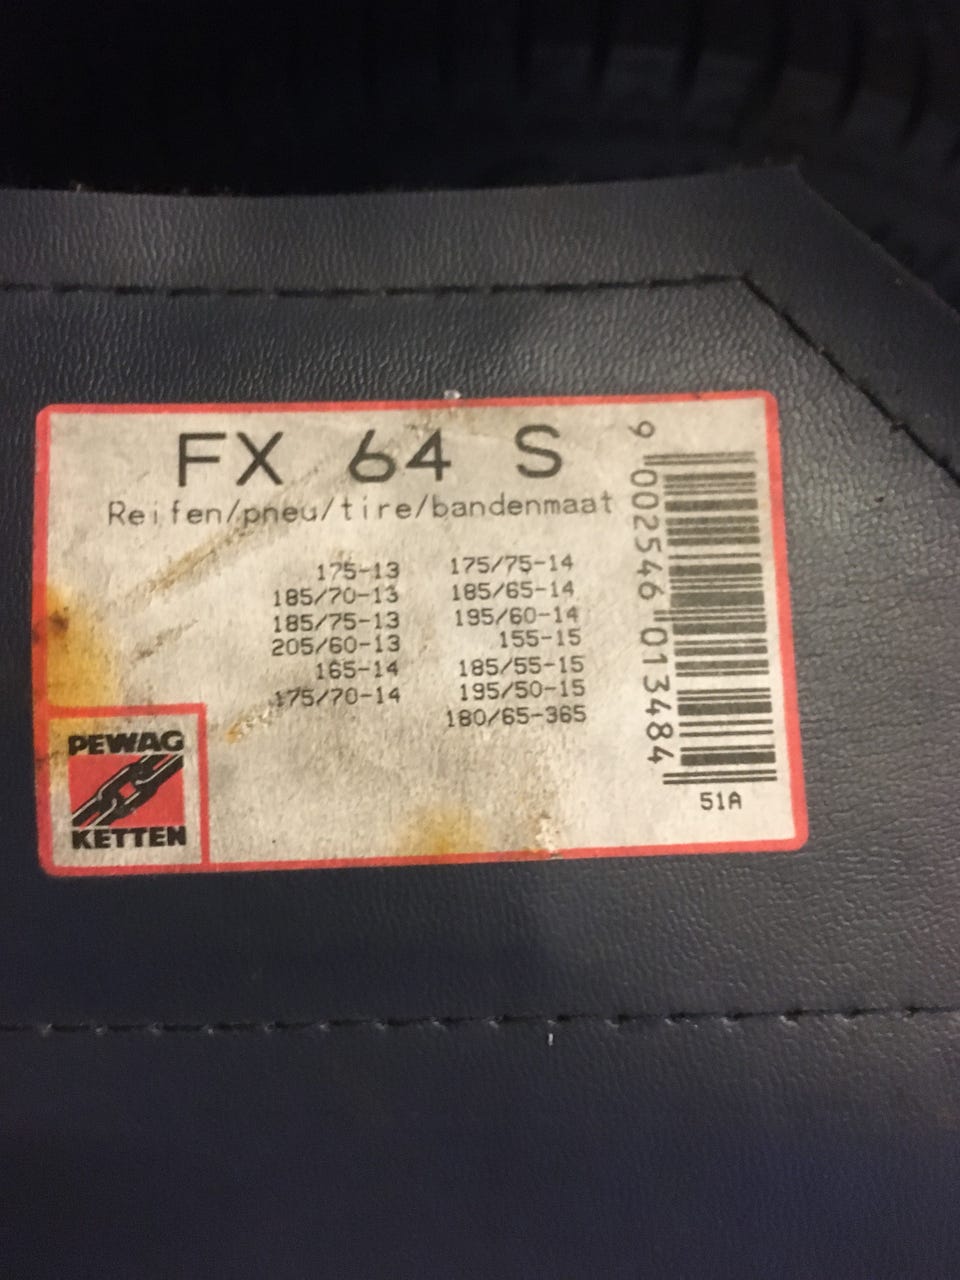 FX 64 S
Reifen/pneu/tire/bandenmaat
175-13
185/70-13
185/75-13
205/60-13
165-14
175/70-14
175/75-14
185/65-14
195/60-14
155-15
185/55-15
195/50-15
180/65-365
9 002546 013484
51A
PEWAG
KETTEN